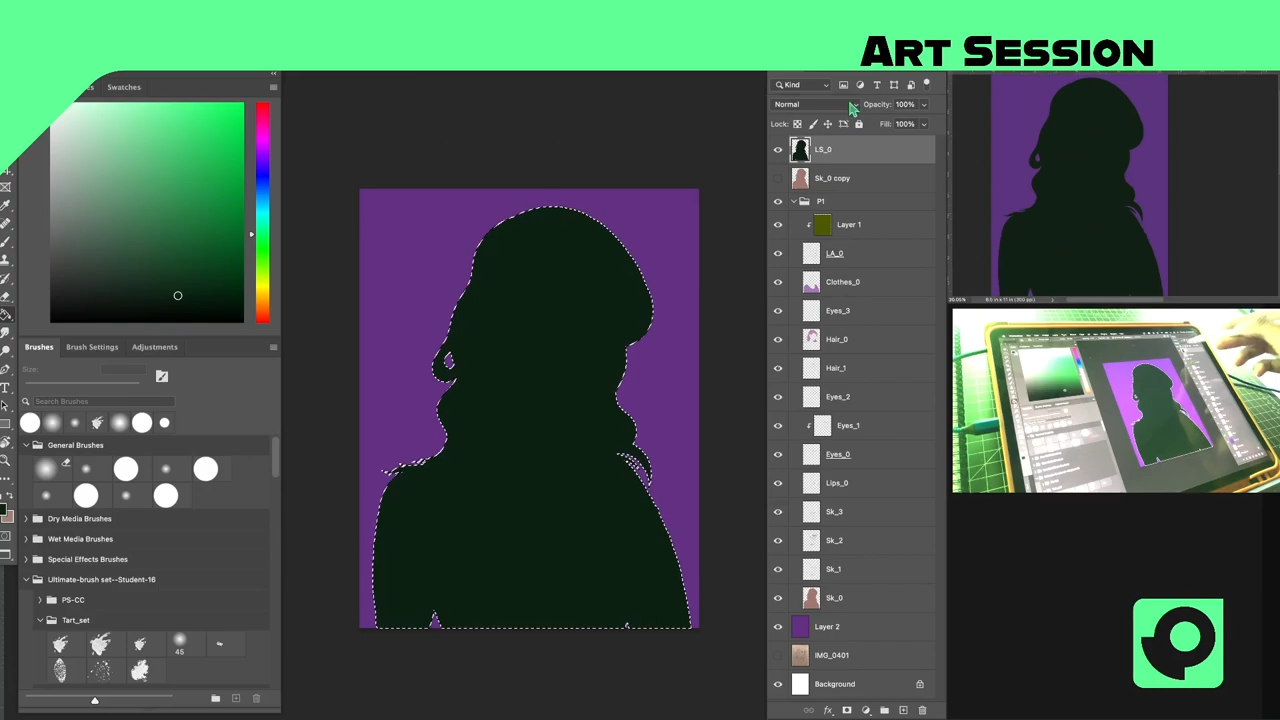 Art Session
Swatches
Kind
Normal
Opacity: 100%
Lock:
Fill: 100%
LS_0
Sk_0 copy
P1
Layer 1
LA_0
Clothes_0
Eyes_3
Hair_0
Hair_1
Eyes_2
Eyes_1
Eyes_0
Lips_0
Sk_3
Sk_2
Sk_1
Sk_0
Layer 2
IMG_0401
Background
Brushes
Brush Settings
Adjustments
Size:
Search Brushes
General Brushes
Dry Media Brushes
Wet Media Brushes
Special Effects Brushes
Ultimate-brush set--Student-16
PS-CC
Tart_set
45